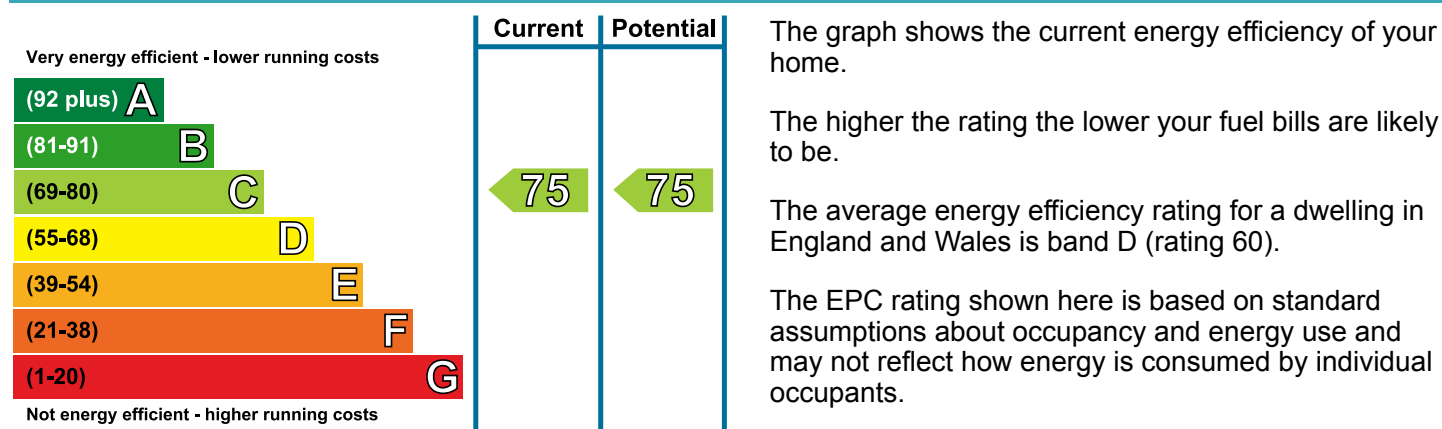 Current Potential
Very energy efficient - lower running costs
(92 plus) A
(81-91) B
(69-80) C
75 75
(55-68) D
(39-54) E
(21-38) F
(1-20) G
Not energy efficient - higher running costs
The graph shows the current energy efficiency of your
home.
The higher the rating the lower your fuel bills are likely
to be.
The average energy efficiency rating for a dwelling in
England and Wales is band D (rating 60).
The EPC rating shown here is based on standard
assumptions about occupancy and energy use and
may not reflect how energy is consumed by individual
occupants.